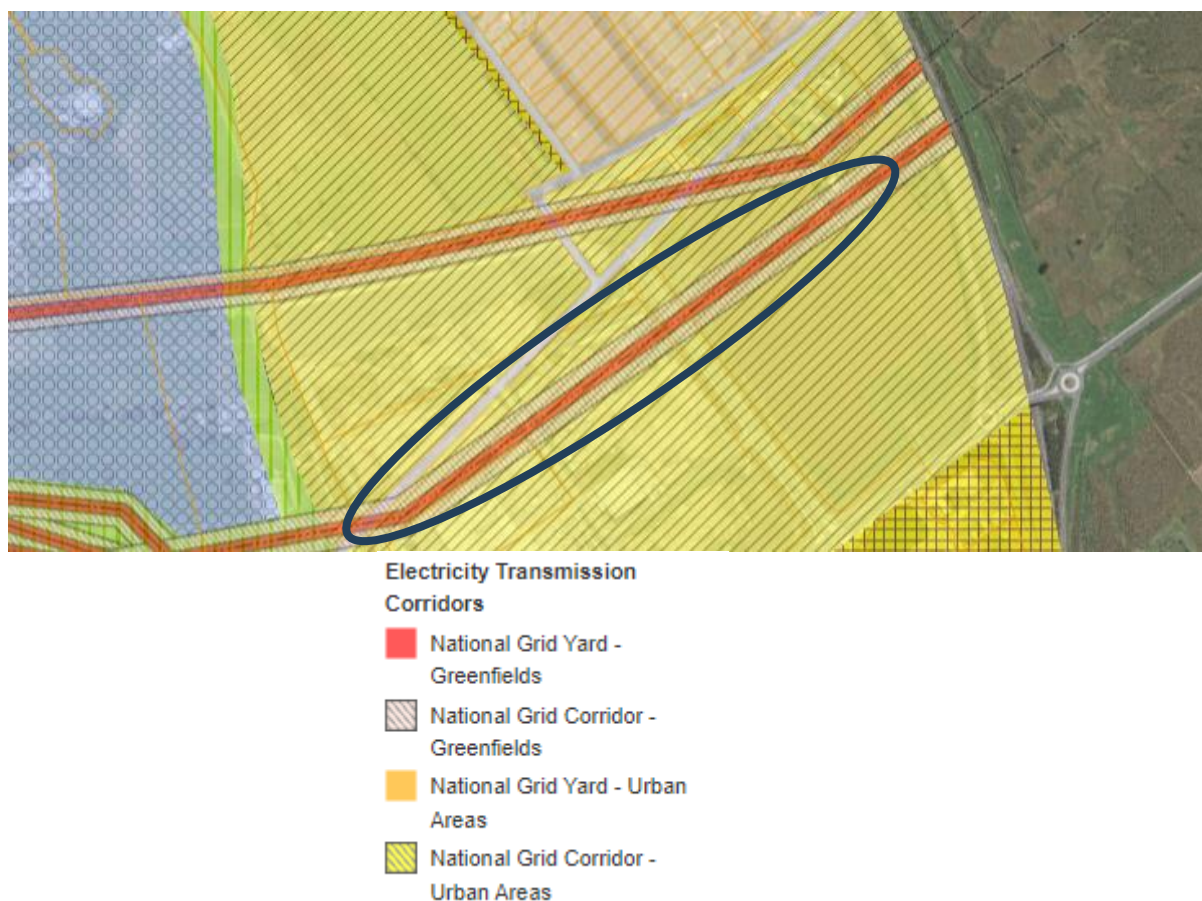 Electricity Transmission
Corridors
National Grid Yard -
Greenfields
National Grid Corridor -
Greenfields
National Grid Yard - Urban
Areas
National Grid Corridor -
Urban Areas